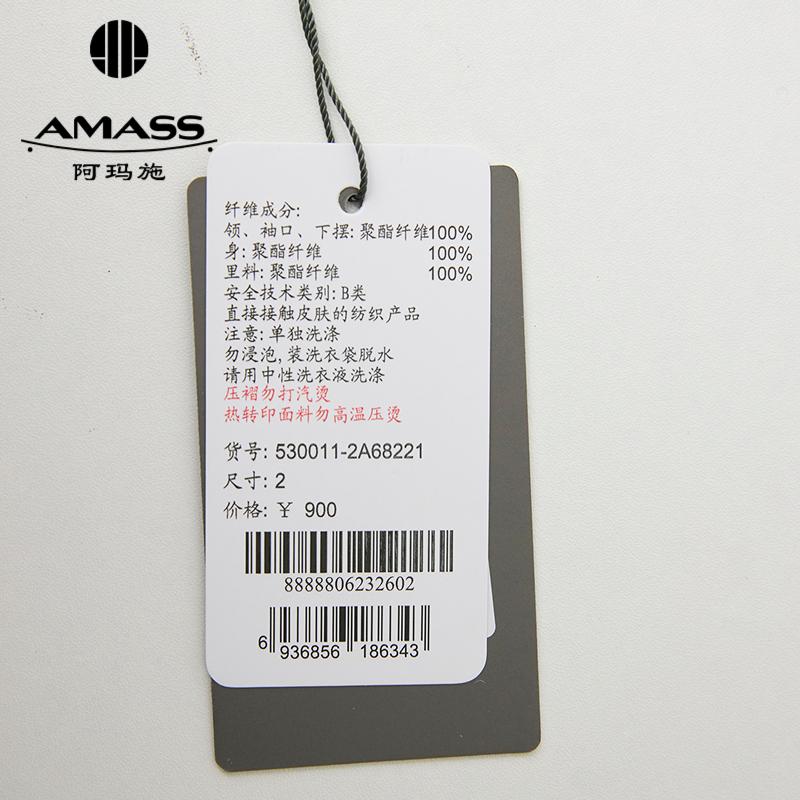 AMASS
阿玛施
纤维成分:
领、袖口、下摆: 聚酯纤维100%
身: 聚酯纤维 100%
里料: 聚酯纤维 100%
安全技术类别: B类
直接接触皮肤的纺织产品
注意: 单独洗涤
勿浸泡, 装洗衣袋脱水
请用中性洗衣液洗涤
压褶勿打汽烫
热转印面料勿高温压烫
货号: 530011-2A68221
尺寸: 2
价格: ¥ 900
8888806232602
6 936856 186343